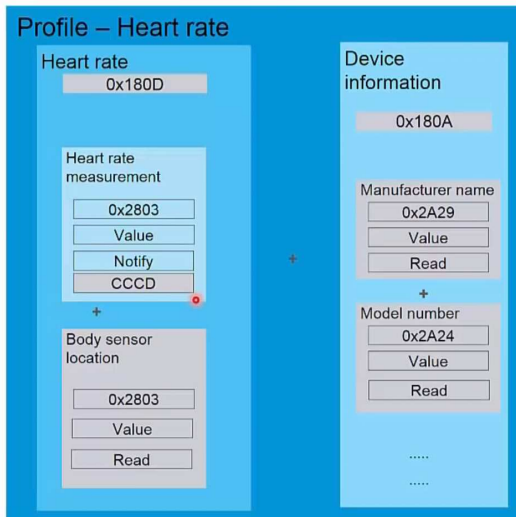 Profile – Heart rate
Heart rate
0x180D
Heart rate
measurement
0x2803
Value
Notify
CCCD
+
Body sensor
location
0x2803
Value
Read
+
Device
information
0x180A
Manufacturer name
0x2A29
Value
Read
+
Model number
0x2A24
Value
Read
.....
.....